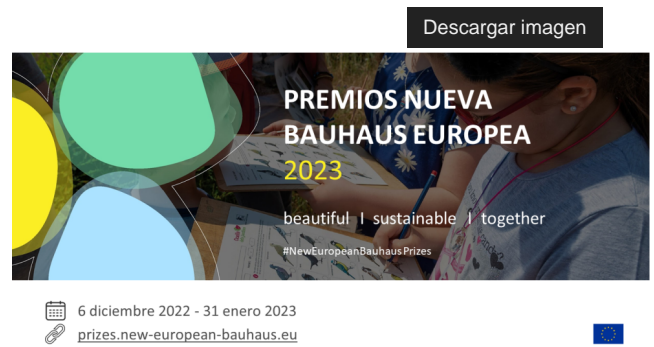 Descargar imagen
PREMIOS NUEVA
BAUHAUS EUROPEA
2023
beautiful I sustainable I together
#NewEuropeanBauhausPrizes
6 diciembre 2022 - 31 enero 2023
prizes.new-european-bauhaus.eu